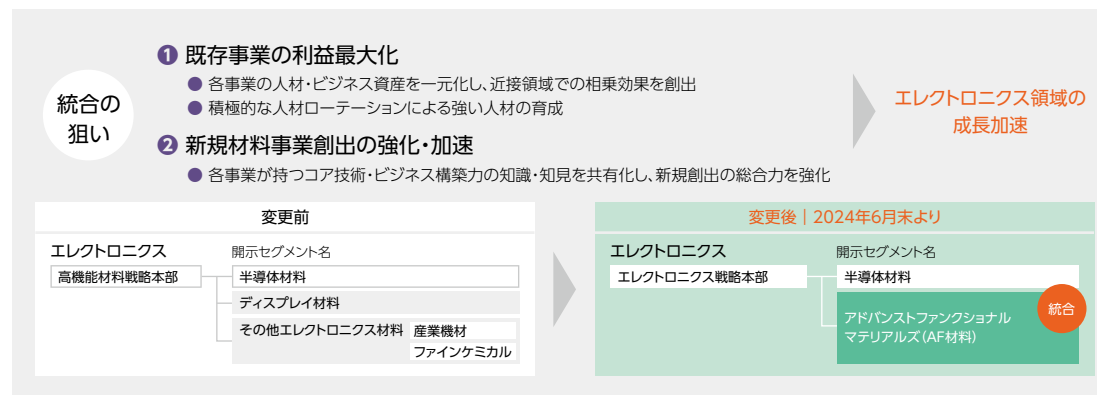 統合の
狙い
❶ 既存事業の利益最大化
● 各事業の人材・ビジネス資産を一元化し、近接領域での相乗効果を創出
● 積極的な人材ローテーションによる強い人材の育成
❷ 新規材料事業創出の強化・加速
● 各事業が持つコア技術・ビジネス構築力の知識・知見を共有化し、新規創出の総合力を強化
エレクトロニクス領域の
成長加速
変更前
エレクトロニクス
開示セグメント名
高機能材料戦略本部
半導体材料
ディスプレイ材料
その他エレクトロニクス材料
産業機材
ファインケミカル
変更後｜2024年6月末より
エレクトロニクス
開示セグメント名
エレクトロニクス戦略本部
半導体材料
アドバンストファンクショナル
マテリアルズ（AF材料）
統合